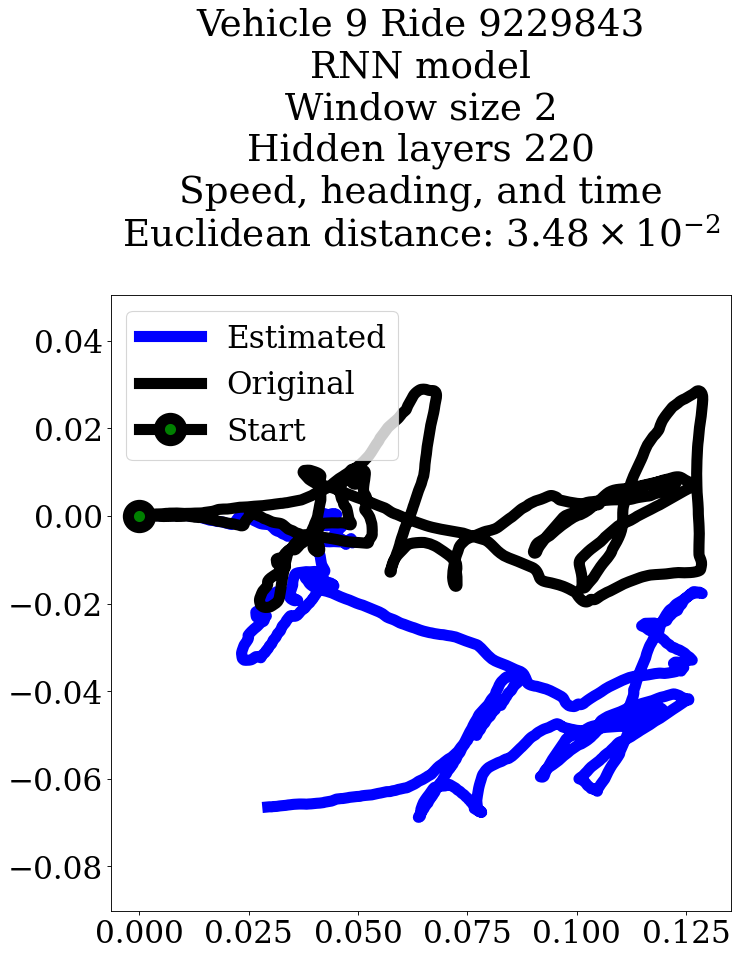 Vehicle 9 Ride 9229843
RNN model
Window size 2
Hidden layers 220
Speed, heading, and time
Euclidean distance: 3.48 × 10⁻²
Estimated
Original
Start
0.04
0.02
0.00
−0.02
−0.04
−0.06
−0.08
0.000 0.025 0.050 0.075 0.100 0.125